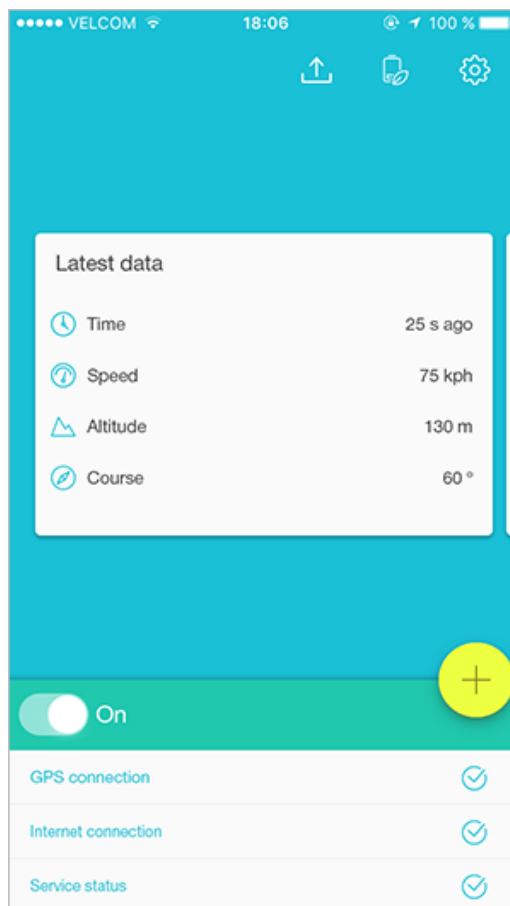 VELCOM 18:06 100 %
Latest data
Time 25 s ago
Speed 75 kph
Altitude 130 m
Course 60 °
On
GPS connection
Internet connection
Service status